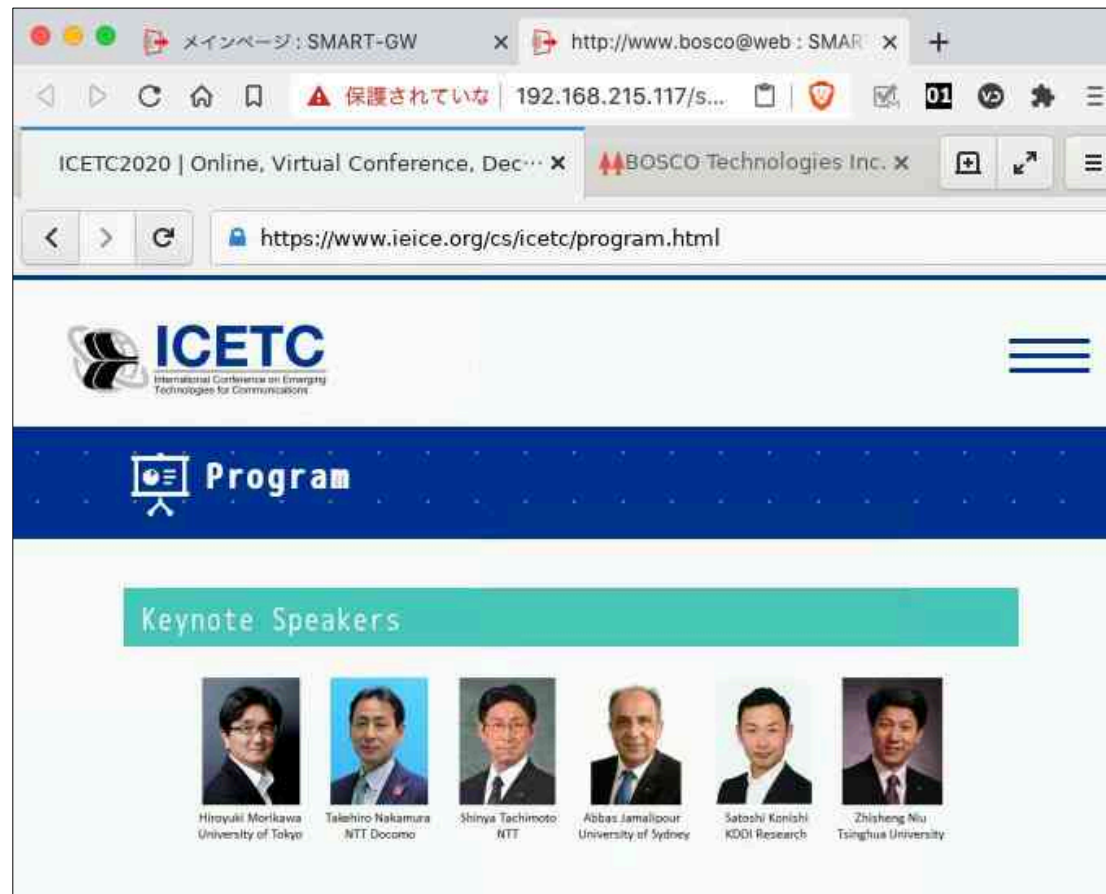 メインページ : SMART-GW
http://www.bosco@web : SMAR
保護されていな 192.168.215.117/s...
01
ICETC2020 | Online, Virtual Conference, Dec…
BOSCO Technologies Inc.
https://www.ieice.org/cs/icetc/program.html
ICETC
International Conference on Emerging
Technologies for Communications
Program
Keynote Speakers
Hiroyuki Morikawa
University of Tokyo
Takehiro Nakamura
NTT Docomo
Shinya Tachimoto
NTT
Abbas Jamalipour
University of Sydney
Satoshi Konishi
KDDI Research
Zhisheng Niu
Tsinghua University